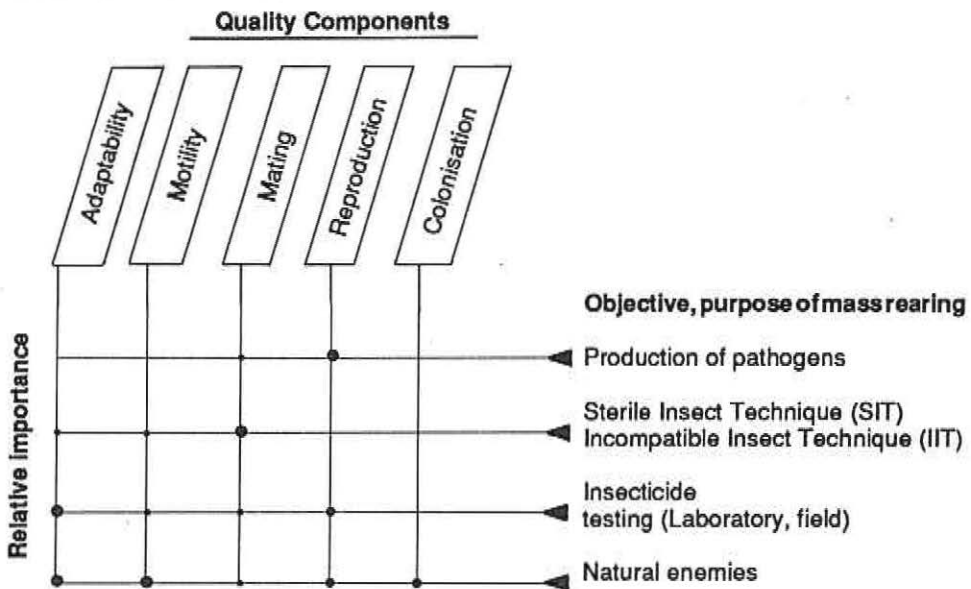 Quality Components
Adaptability
Motility
Mating
Reproduction
Colonisation
Relative importance
Objective, purpose of mass rearing
Production of pathogens
Sterile Insect Technique (SIT)
Incompatible Insect Technique (IIT)
Insecticide
testing (Laboratory, field)
Natural enemies